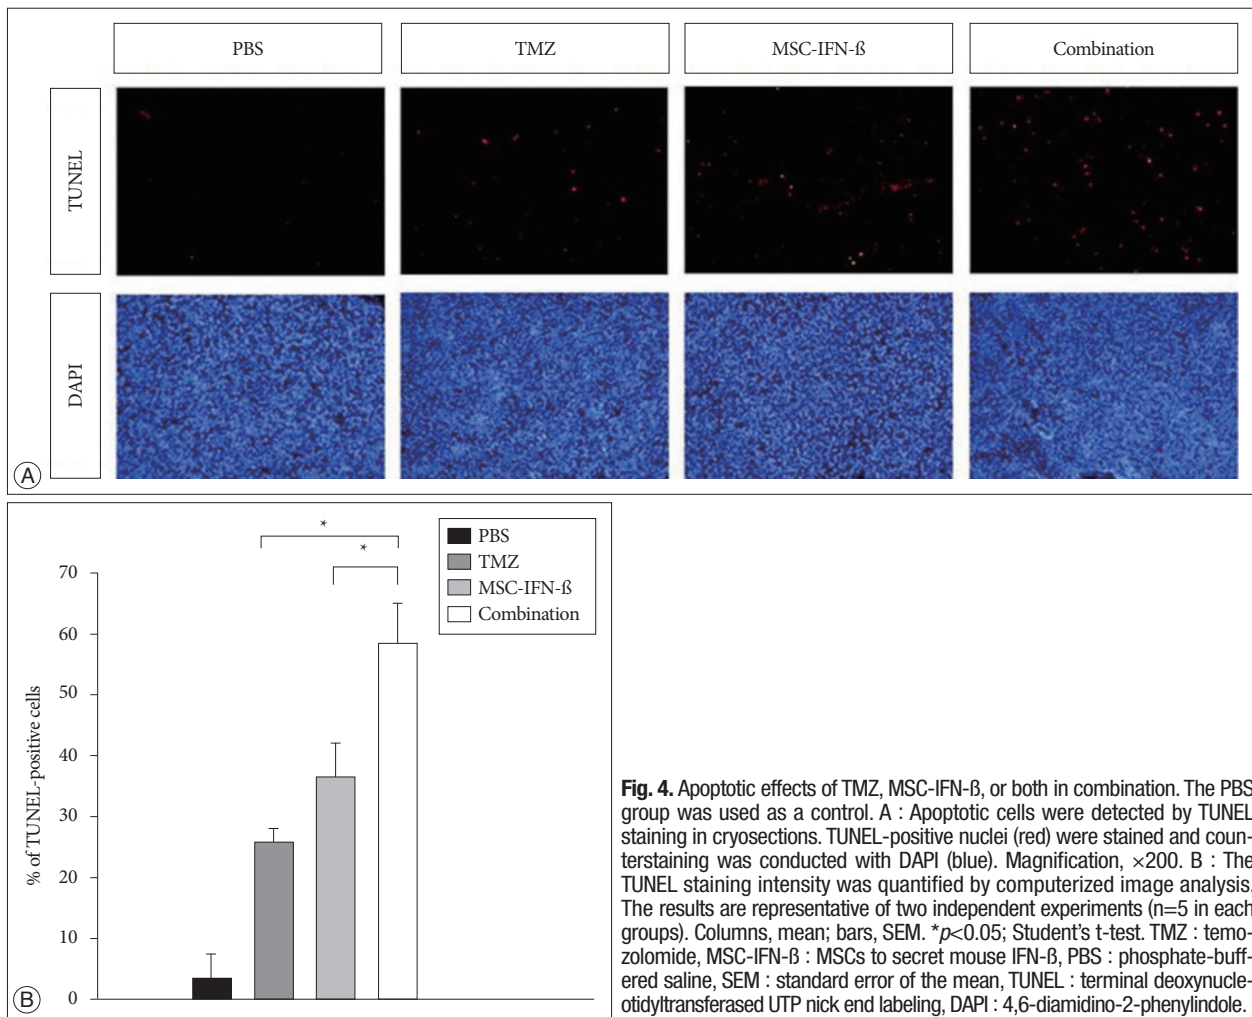 PBS
TMZ
MSC-IFN-ß
Combination
TUNEL
DAPI
A
PBS
TMZ
MSC-IFN-ß
Combination
*
*
70
60
50
40
30
20
10
0
% of TUNEL-positive cells
B
Fig. 4. Apoptotic effects of TMZ, MSC-IFN-ß, or both in combination. The PBS
group was used as a control. A : Apoptotic cells were detected by TUNEL
staining in cryosections. TUNEL-positive nuclei (red) were stained and coun-
terstaining was conducted with DAPI (blue). Magnification, ×200. B : The
TUNEL staining intensity was quantified by computerized image analysis.
The results are representative of two independent experiments (n=5 in each
groups). Columns, mean; bars, SEM. *p<0.05; Student's t-test. TMZ : temo-
zolomide, MSC-IFN-ß : MSCs to secret mouse IFN-ß, PBS : phosphate-buff-
ered saline, SEM : standard error of the mean, TUNEL : terminal deoxynucle-
otidyltransferased UTP nick end labeling, DAPI : 4,6-diamidino-2-phenylindole.